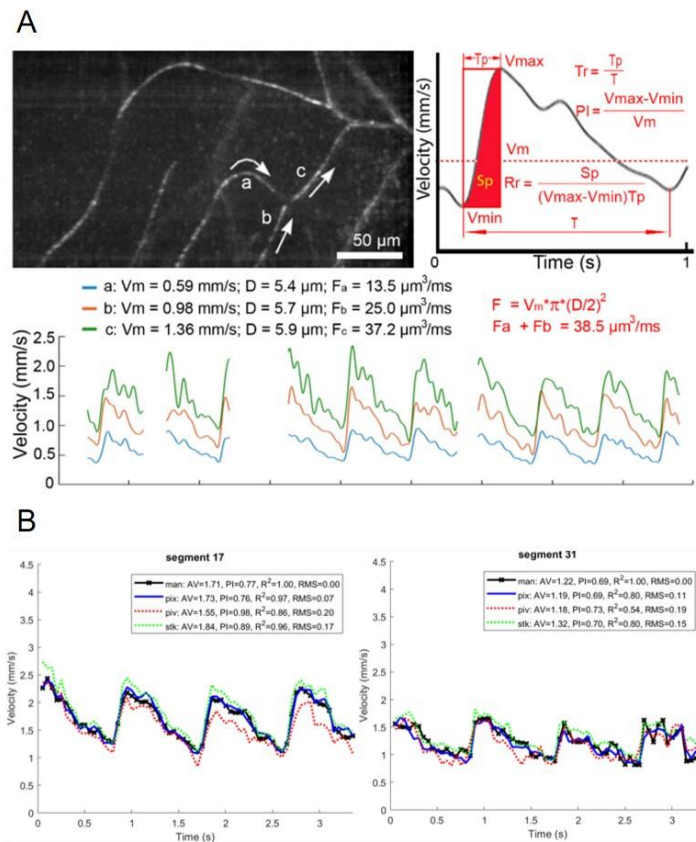 A
a
b
c
50 µm
Velocity (mm/s)
Tp
Vmax
Tr = Tp/T
PI = Vmax-Vmin/Vm
Vm
Sp
Rr = Sp/(Vmax-Vmin)Tp
Vmin
T
0
1
Time (s)
a: Vm = 0.59 mm/s; D = 5.4 µm; Fa = 13.5 µm³/ms
b: Vm = 0.98 mm/s; D = 5.7 µm; Fb = 25.0 µm³/ms
c: Vm = 1.36 mm/s; D = 5.9 µm; Fc = 37.2 µm³/ms
F = Vm*π*(D/2)²
Fa + Fb = 38.5 µm³/ms
Velocity (mm/s)
2.5
2.0
1.5
1.0
0.5
0
B
segment 17
man: AV=1.71, PI=0.77, R²=1.00, RMS=0.00
pix: AV=1.73, PI=0.76, R²=0.97, RMS=0.07
piv: AV=1.55, PI=0.98, R²=0.86, RMS=0.20
stk: AV=1.84, PI=0.89, R²=0.96, RMS=0.17
Velocity (mm/s)
4.5
4
3.5
3
2.5
2
1.5
1
0.5
0
0 0.5 1 1.5 2 2.5 3
Time (s)
segment 31
man: AV=1.22, PI=0.69, R²=1.00, RMS=0.00
pix: AV=1.19, PI=0.69, R²=0.80, RMS=0.11
piv: AV=1.18, PI=0.73, R²=0.54, RMS=0.19
stk: AV=1.32, PI=0.70, R²=0.80, RMS=0.15
Velocity (mm/s)
4.5
4
3.5
3
2.5
2
1.5
1
0.5
0
0 0.5 1 1.5 2 2.5 3
Time (s)